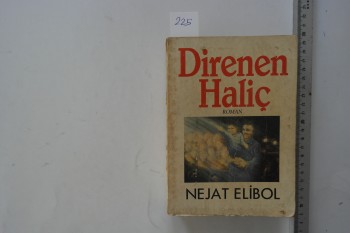 225
Direnen
Haliç
ROMAN
NEJAT ELİBOL